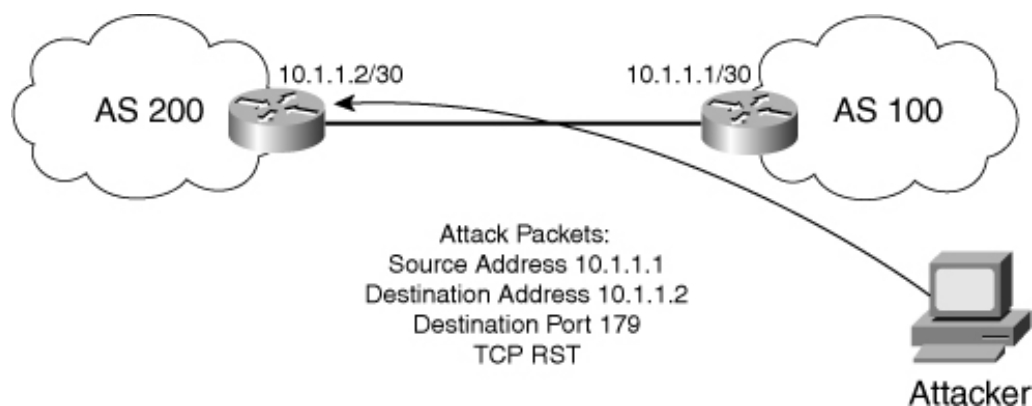 10.1.1.2/30
10.1.1.1/30
AS 200
AS 100
Attack Packets:
Source Address 10.1.1.1
Destination Address 10.1.1.2
Destination Port 179
TCP RST
Attacker